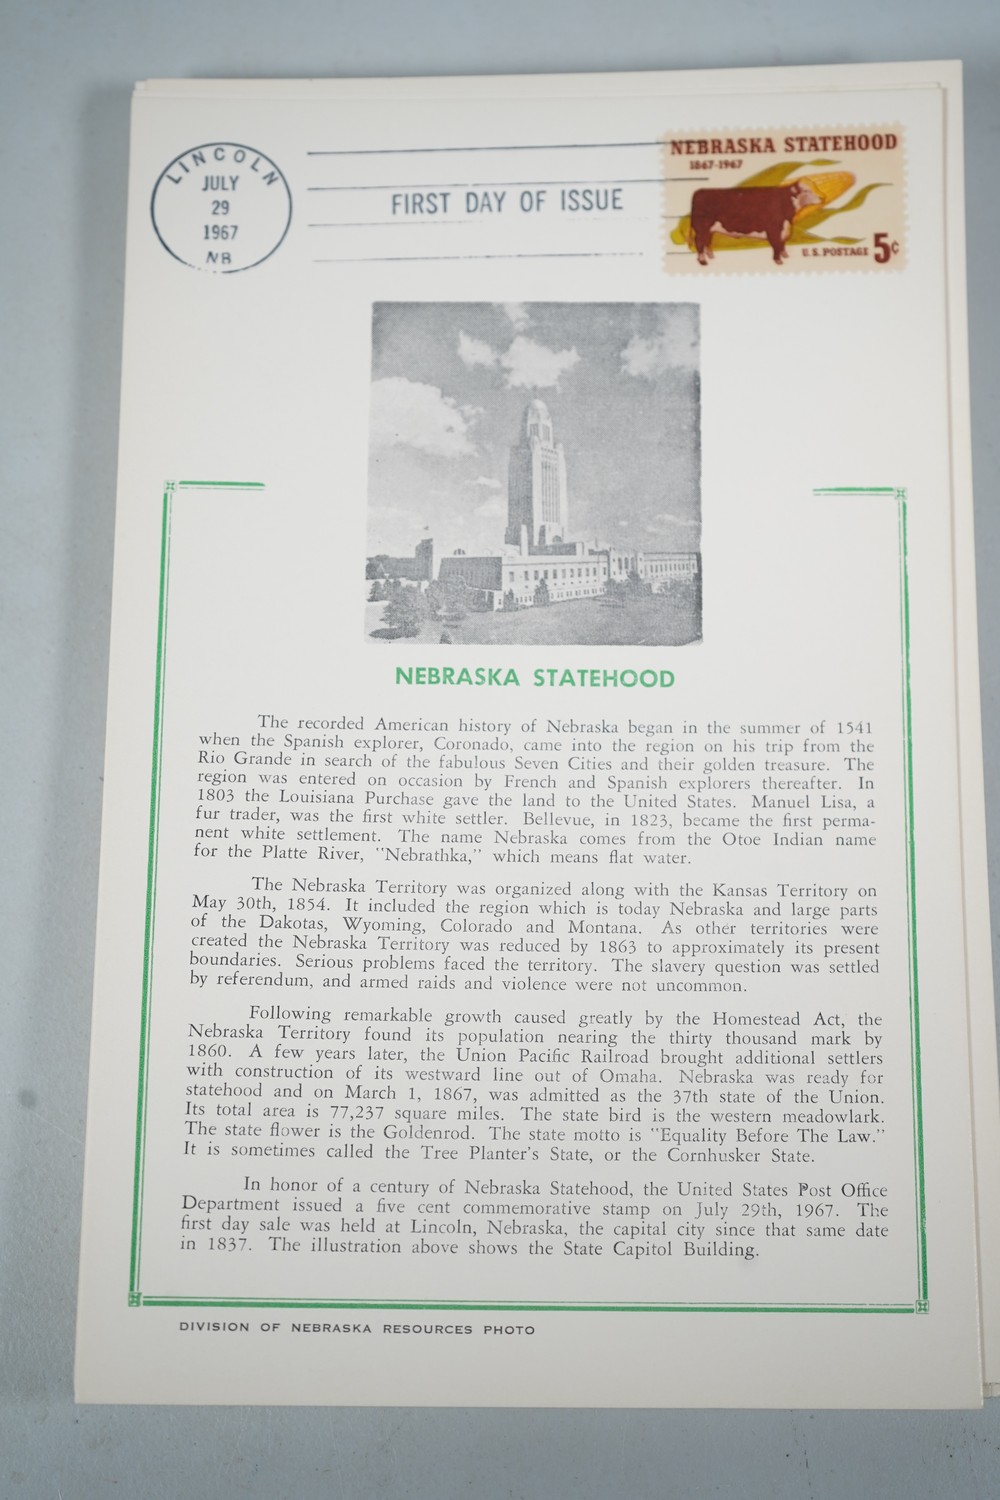 LINCOLN
JULY
29
1967
NB
FIRST DAY OF ISSUE
NEBRASKA STATEHOOD
1867-1967
U.S. POSTAGE 5c
NEBRASKA STATEHOOD
The recorded American history of Nebraska began in the summer of 1541
when the Spanish explorer, Coronado, came into the region on his trip from the
Rio Grande in search of the fabulous Seven Cities and their golden treasure. The
region was entered on occasion by French and Spanish explorers thereafter. In
1803 the Louisiana Purchase gave the land to the United States. Manuel Lisa, a
fur trader, was the first white settler. Bellevue, in 1823, became the first perma-
nent white settlement. The name Nebraska comes from the Otoe Indian name
for the Platte River, "Nebrathka," which means flat water.
The Nebraska Territory was organized along with the Kansas Territory on
May 30th, 1854. It included the region which is today Nebraska and large parts
of the Dakotas, Wyoming, Colorado and Montana. As other territories were
created the Nebraska Territory was reduced by 1863 to approximately its present
boundaries. Serious problems faced the territory. The slavery question was settled
by referendum, and armed raids and violence were not uncommon.
Following remarkable growth caused greatly by the Homestead Act, the
Nebraska Territory found its population nearing the thirty thousand mark by
1860. A few years later, the Union Pacific Railroad brought additional settlers
with construction of its westward line out of Omaha. Nebraska was ready for
statehood and on March 1, 1867, was admitted as the 37th state of the Union.
Its total area is 77,237 square miles. The state bird is the western meadowlark.
The state flower is the Goldenrod. The state motto is "Equality Before The Law."
It is sometimes called the Tree Planter's State, or the Cornhusker State.
In honor of a century of Nebraska Statehood, the United States Post Office
Department issued a five cent commemorative stamp on July 29th, 1967. The
first day sale was held at Lincoln, Nebraska, the capital city since that same date
in 1837. The illustration above shows the State Capitol Building.
DIVISION OF NEBRASKA RESOURCES PHOTO